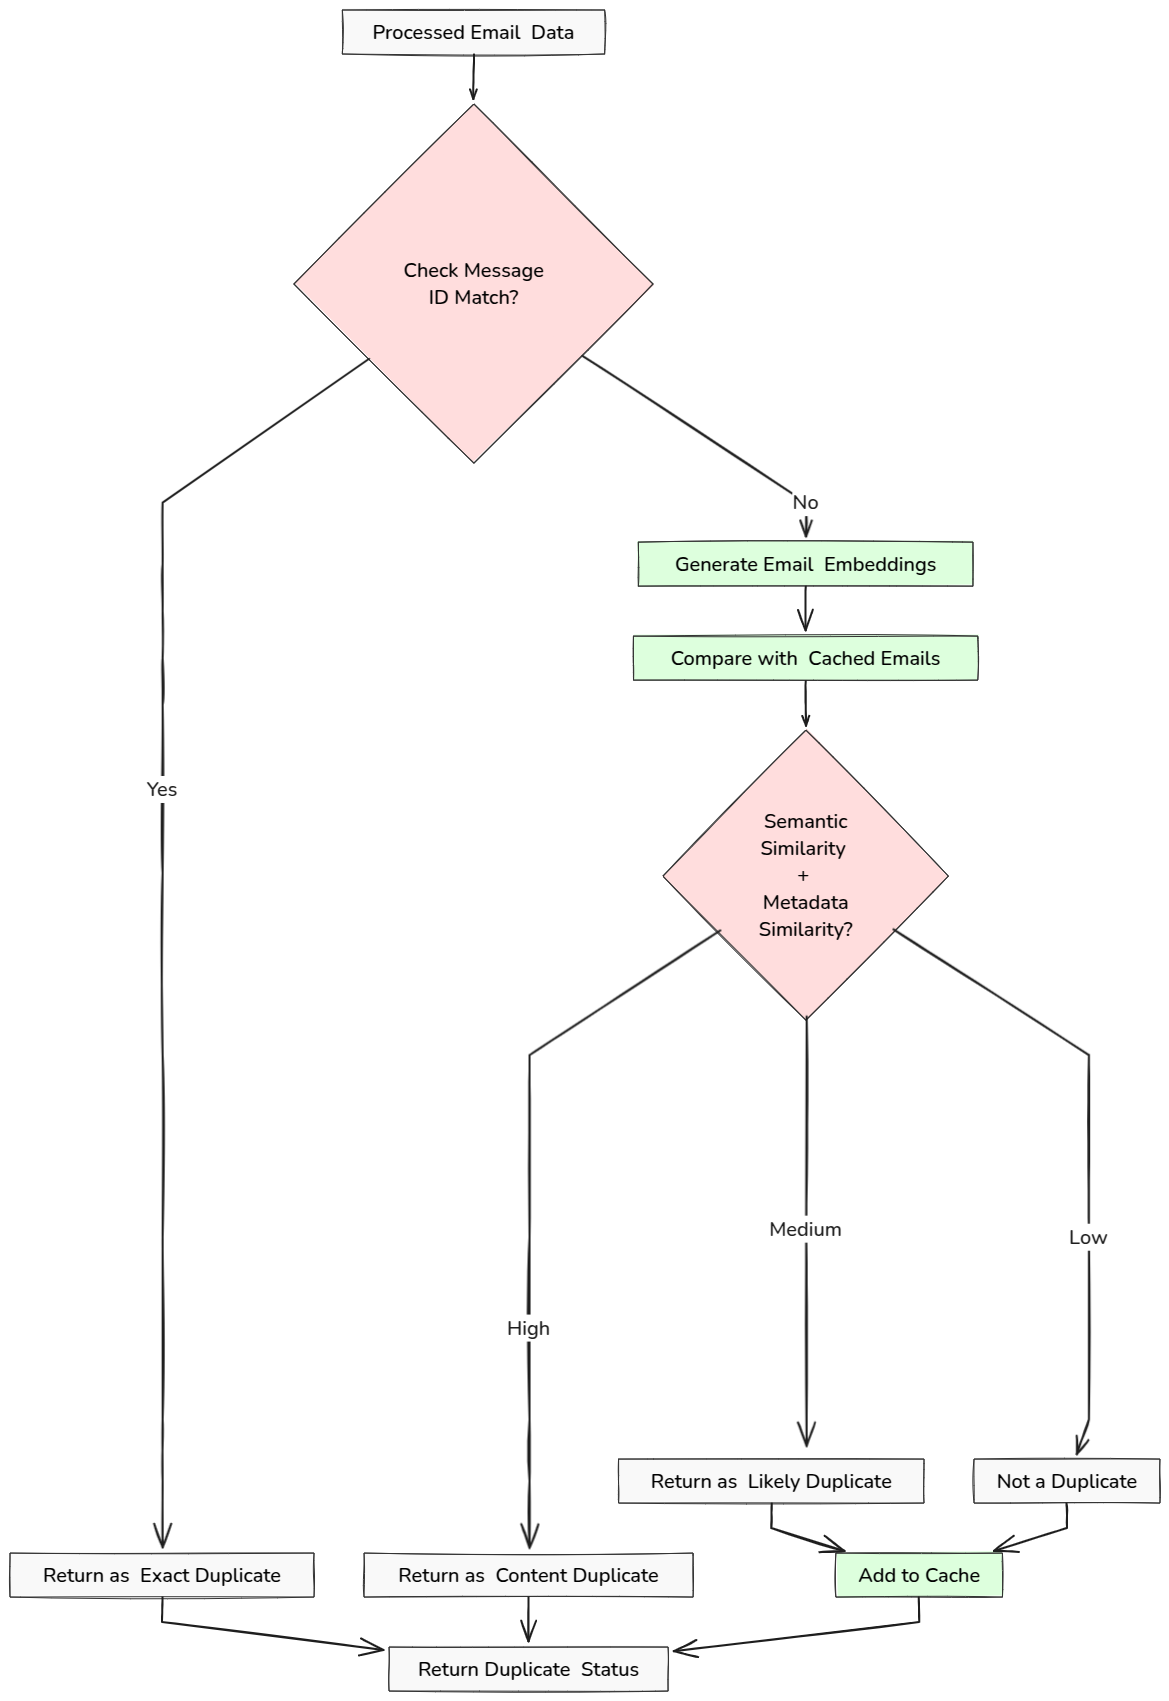 Processed Email  Data
Check Message
ID Match?
No
Generate Email  Embeddings
Compare with  Cached Emails
Yes
Semantic
Similarity
+
Metadata
Similarity?
Medium
Low
High
Return as  Likely Duplicate
Not a Duplicate
Return as  Exact Duplicate
Return as  Content Duplicate
Add to Cache
Return Duplicate  Status